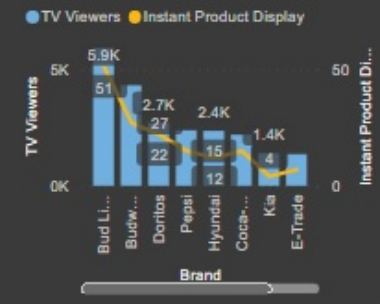 TV Viewers Instant Product Display
5.9K
5K
50
51
2.7K
2.4K
27
1.4K
22
15
4
12
0K
0
TV Viewers
Instant Product Di...
Bud Li...
Budw...
Doritos
Pepsi
Hyundai
Coca-...
Kia
E-Trade
Brand